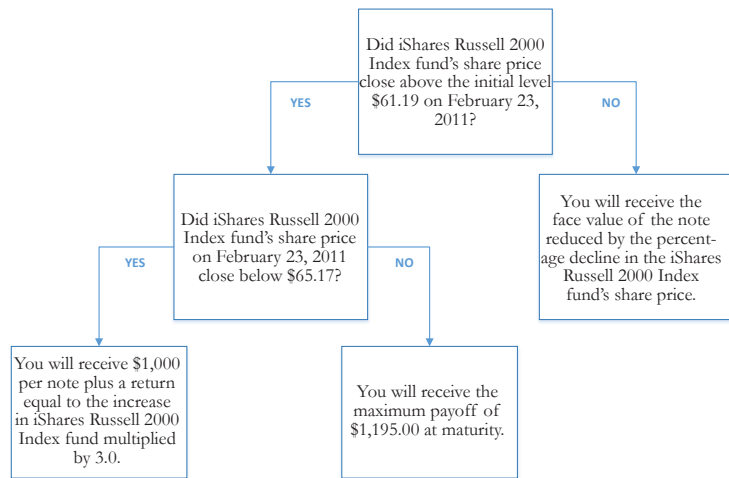 Did iShares Russell 2000
Index fund's share price
close above the initial level
$61.19 on February 23,
2011?
YES
NO
Did iShares Russell 2000
Index fund's share price
on February 23, 2011
close below $65.17?
You will receive the
face value of the note
reduced by the percent-
age decline in the iShares
Russell 2000 Index
fund's share price.
YES
NO
You will receive $1,000
per note plus a return
equal to the increase
in iShares Russell 2000
Index fund multiplied
by 3.0.
You will receive the
maximum payoff of
$1,195.00 at maturity.